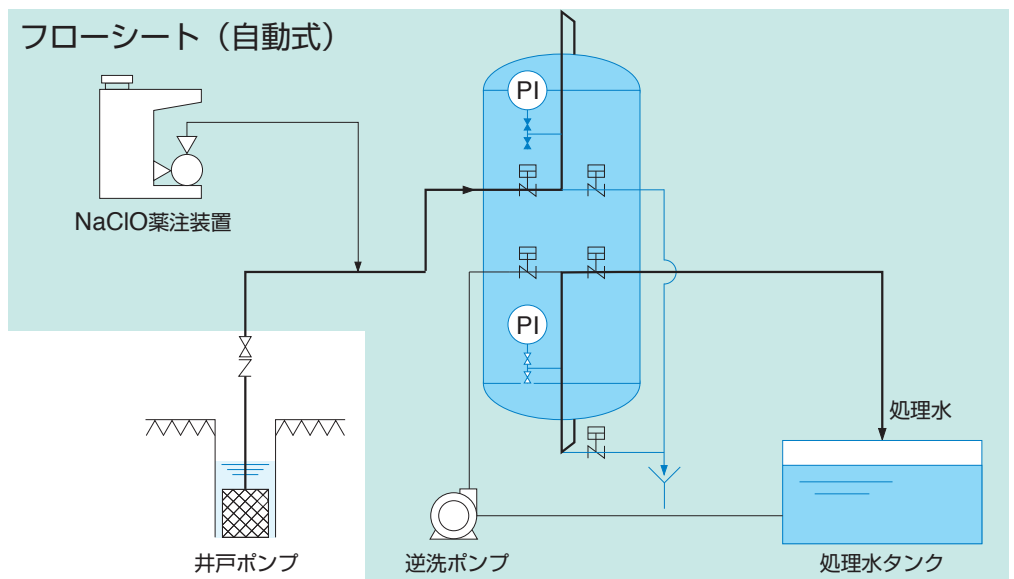 フローシート（自動式）
PI
NaClO薬注装置
PI
処理水
井戸ポンプ
逆洗ポンプ
処理水タンク